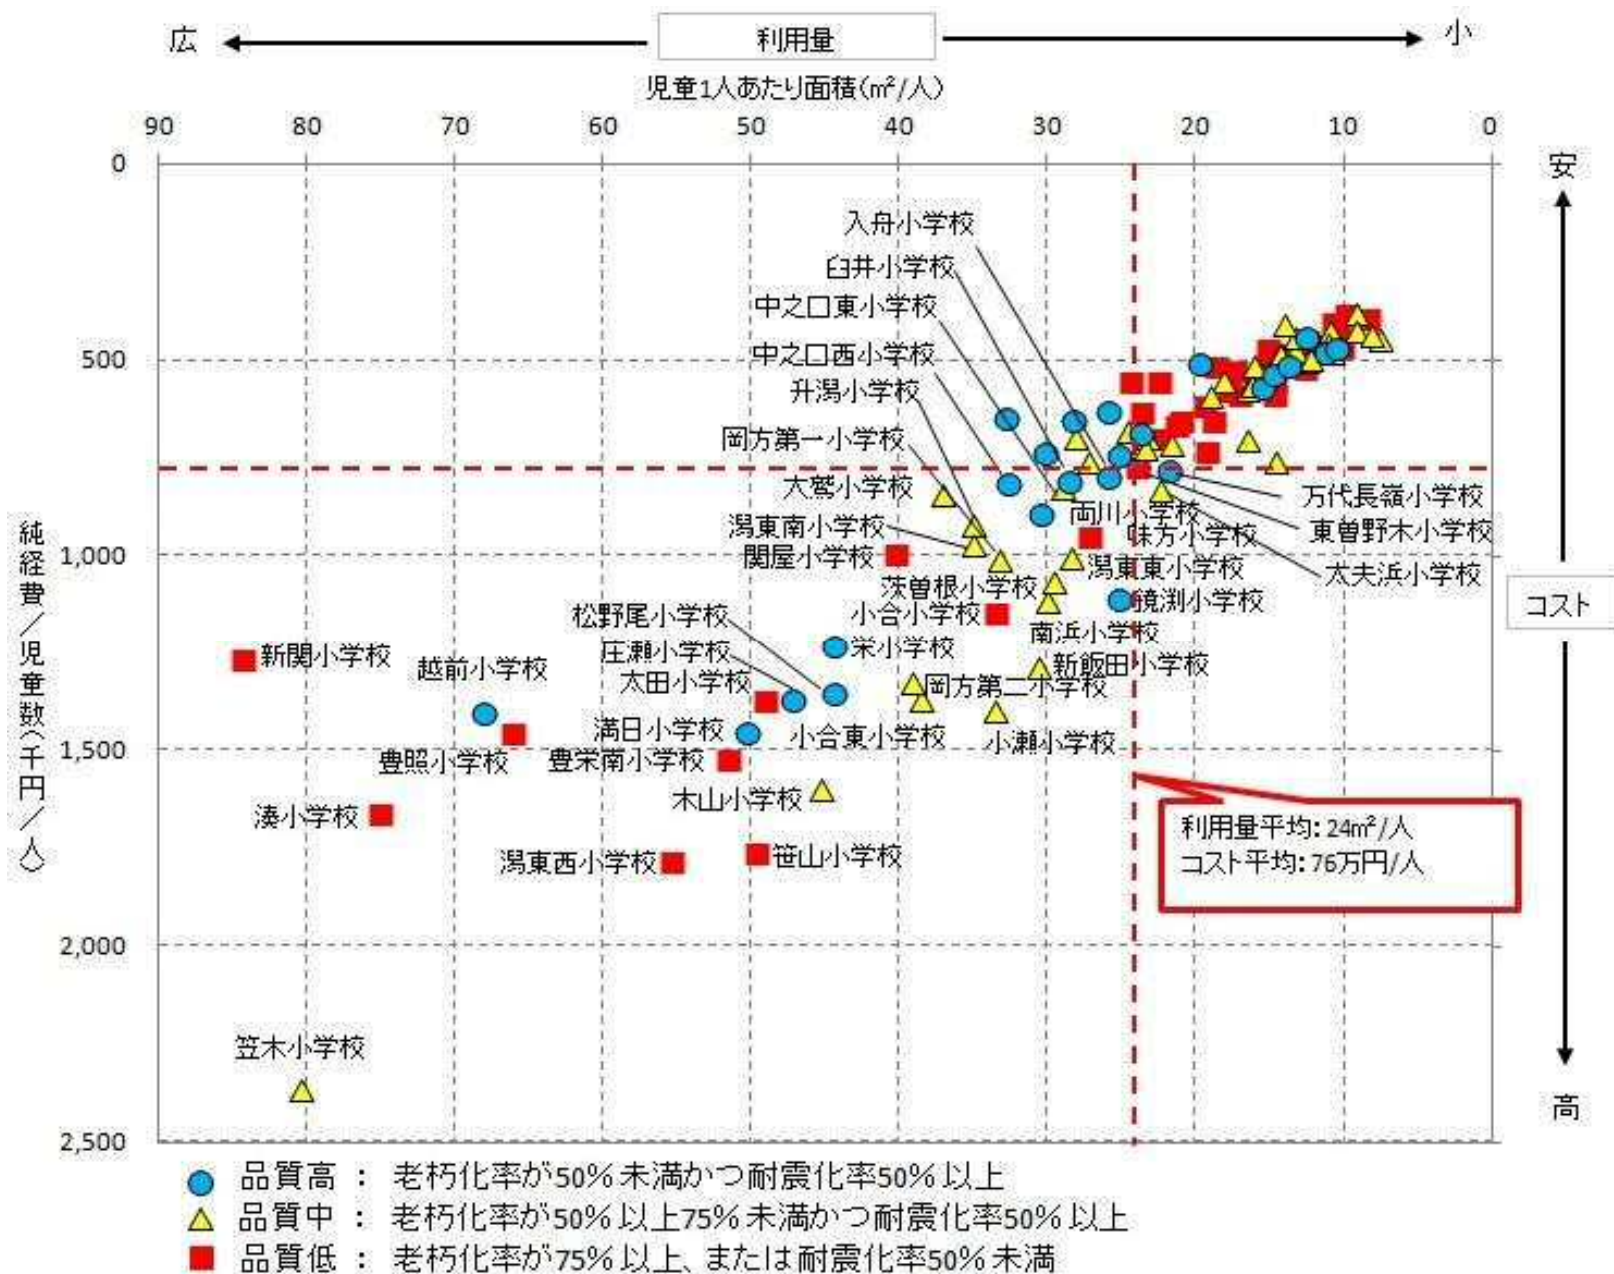 広
利用量
小
児童1人あたり面積(㎡/人)
90 80 70 60 50 40 30 20 10 0
0
安
入舟小学校
臼井小学校
中之口東小学校
中之口西小学校
500
升潟小学校
岡方第一小学校
大鷲小学校
万代長嶺小学校
両川小学校
潟東南小学校
味方小学校
東曽野木小学校
1,000
関屋小学校
潟東東小学校
太夫浜小学校
茨曽根小学校
鏡渕小学校
コスト
小合小学校
松野尾小学校
南浜小学校
栄小学校
庄瀬小学校
新関小学校
越前小学校
新飯田小学校
太田小学校
岡方第二小学校
満日小学校
小合東小学校
小瀬小学校
1,500
豊照小学校
豊栄南小学校
木山小学校
湊小学校
利用量平均：24㎡/人
コスト平均：76万円/人
潟東西小学校
笹山小学校
純経費／児童数(千円／人)
2,000
笠木小学校
高
2,500
品質高 ： 老朽化率が50%未満かつ耐震化率50%以上
品質中 ： 老朽化率が50%以上75%未満かつ耐震化率50%以上
品質低 ： 老朽化率が75%以上、または耐震化率50%未満